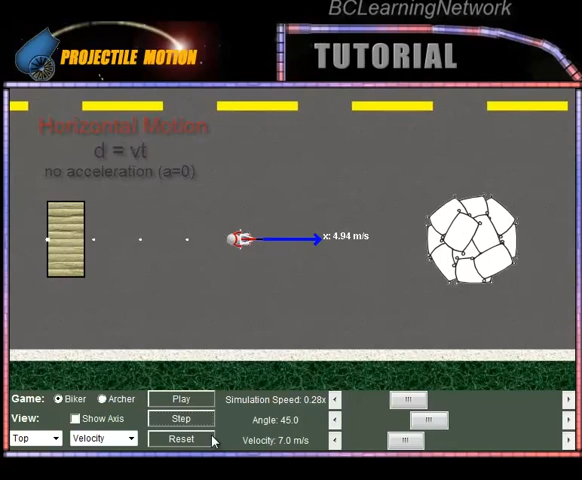 BCLearningNetwork
PROJECTILE MOTION
TUTORIAL
Horizontal Motion
d = vt
no acceleration (a=0)
x: 4.94 m/s
Game: Biker Archer Play Simulation Speed: 0.28x
View: Show Axis Step Angle: 45.0
Top Velocity Reset Velocity: 7.0 m/s